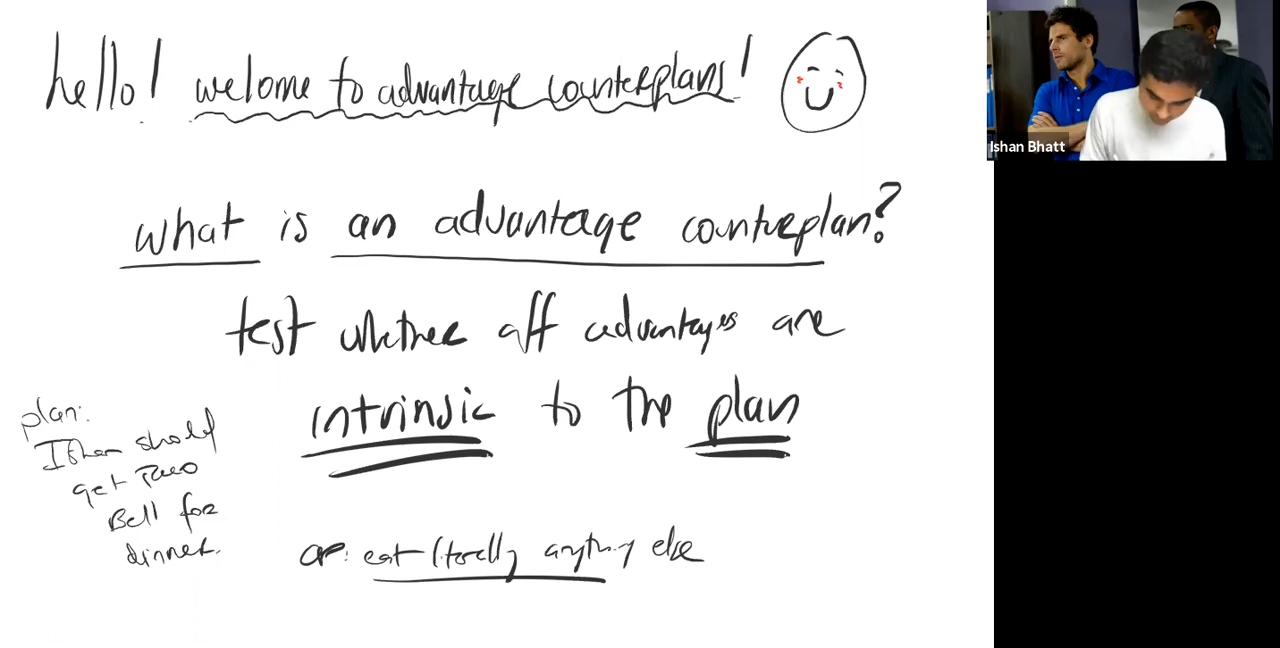 hello! welome to advantage counterplans!
Ishan Bhatt
what is an advantage counterplan?
test whether aff advantages are
intrinsic to the plan
plan:
Ishan should
get Taco
Bell for
dinner.
CP: eat literally anything else